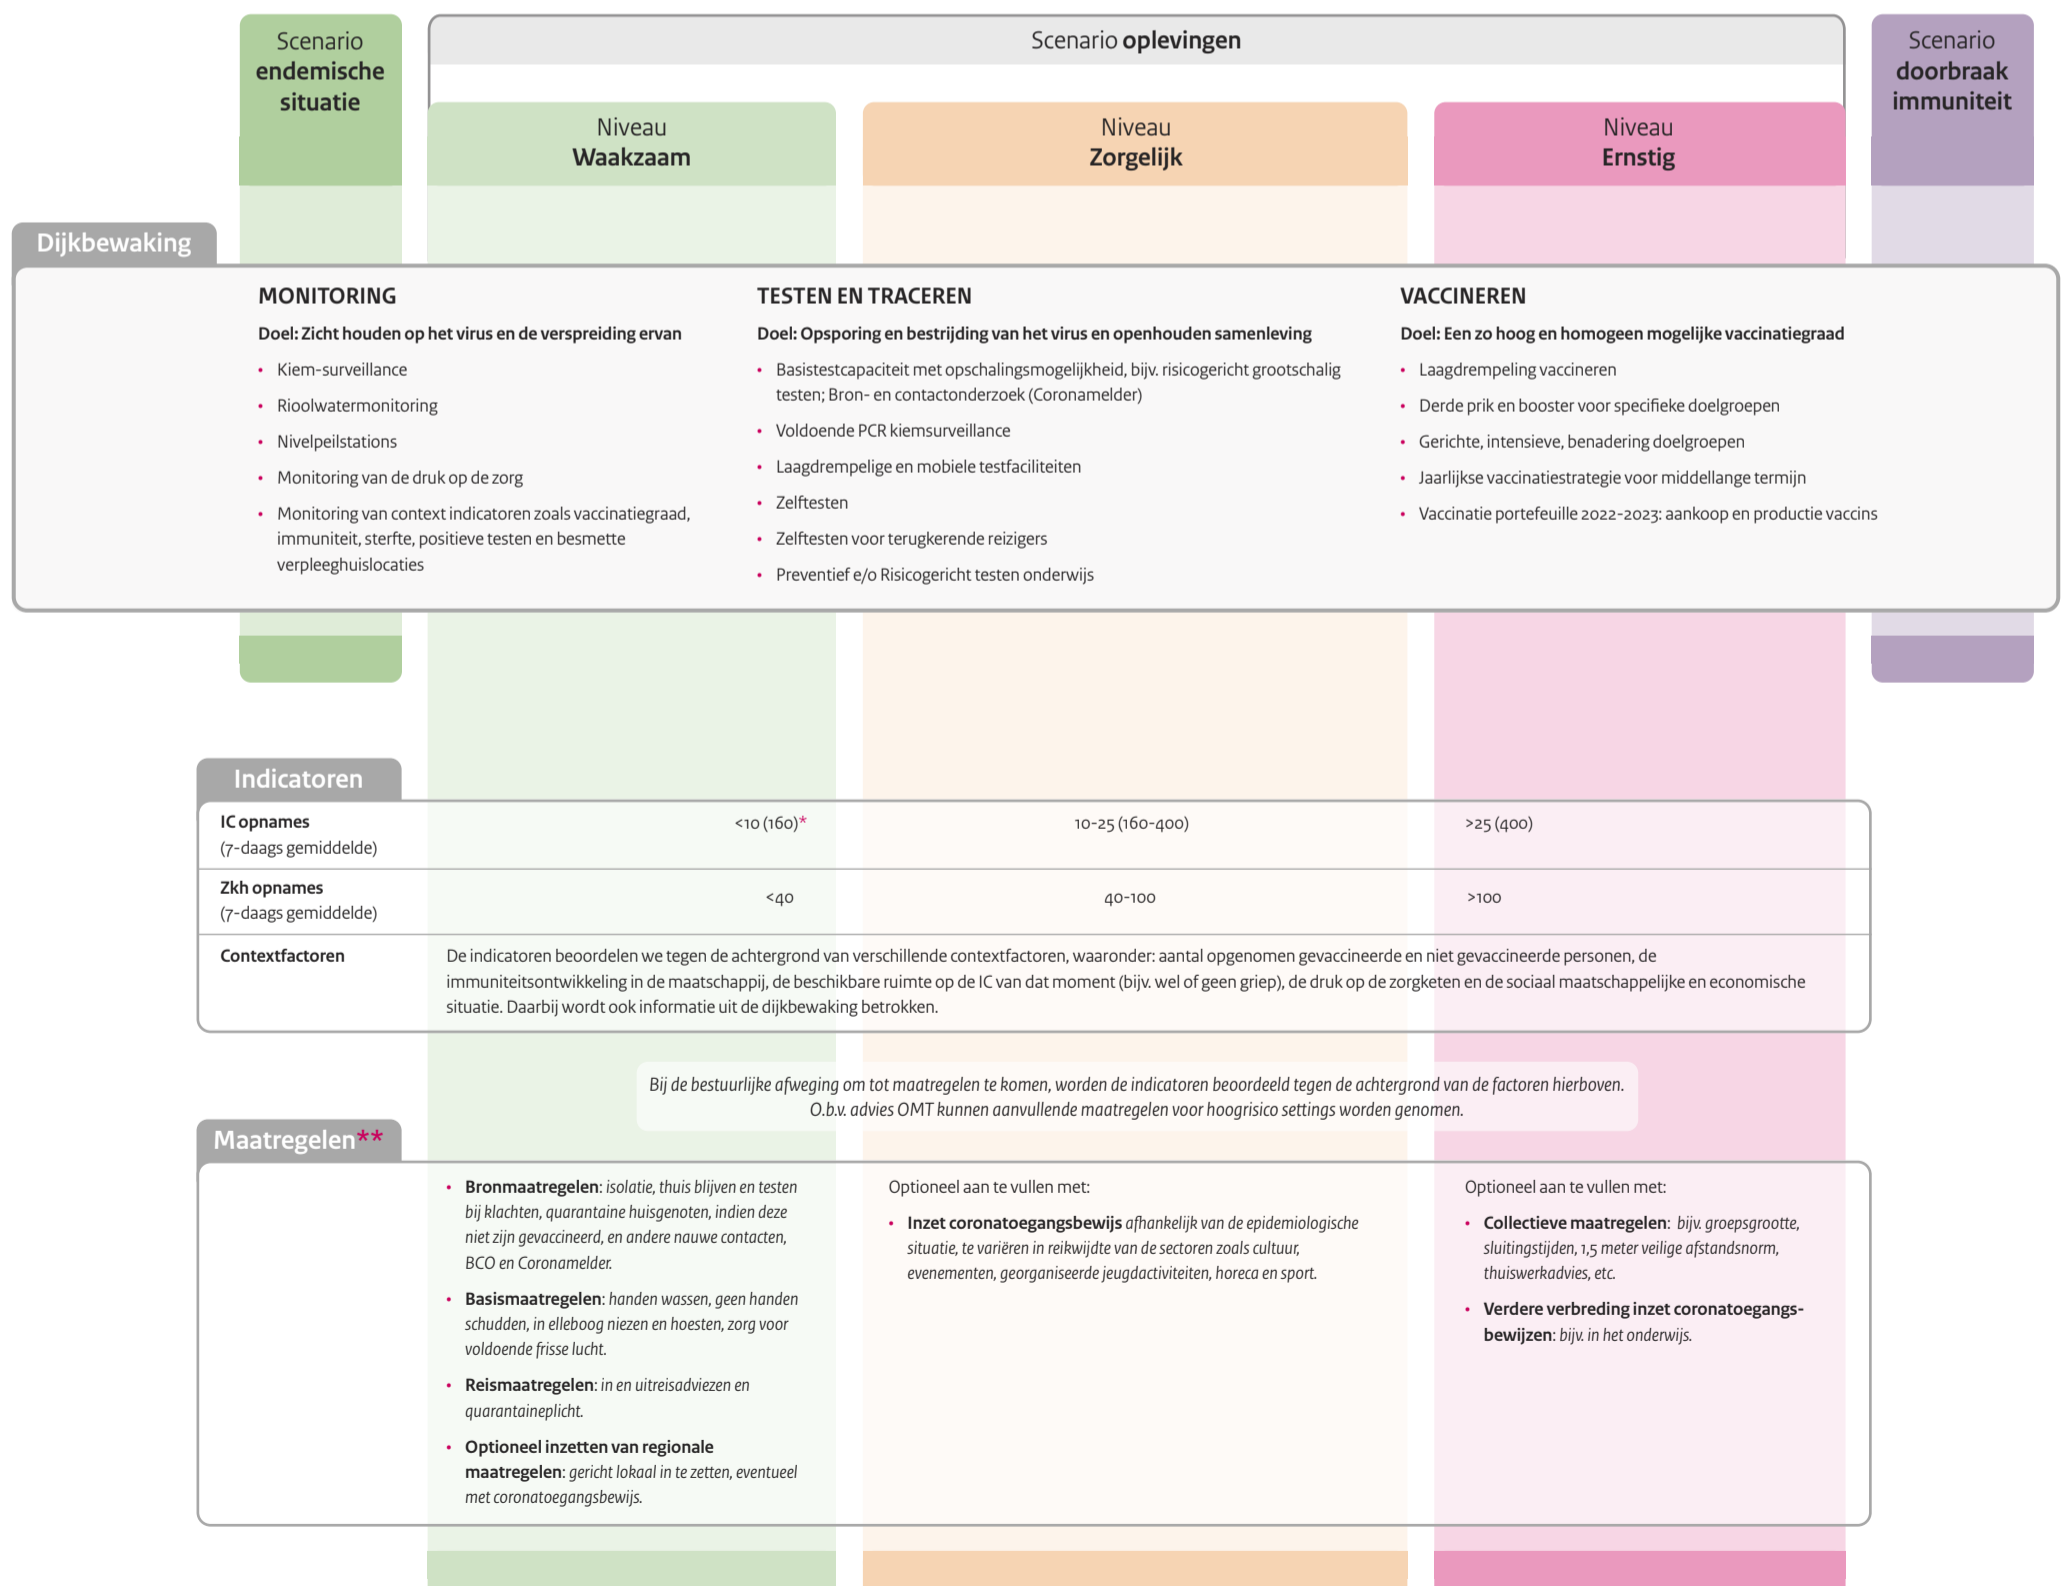 Scenario
endemische
situatie
Scenario oplevingen
Scenario
doorbraak
immuniteit
Niveau
Waakzaam
Niveau
Zorgelijk
Niveau
Ernstig
Dijkbewaking
MONITORING
Doel: Zicht houden op het virus en de verspreiding ervan
• Kiem-surveillance
• Rioolwatermonitoring
• Nivelpeilstations
• Monitoring van de druk op de zorg
• Monitoring van context indicatoren zoals vaccinatiegraad,
immuniteit, sterfte, positieve testen en besmette
verpleeghuislocaties
TESTEN EN TRACEREN
Doel: Opsporing en bestrijding van het virus en openhouden samenleving
• Basistestcapaciteit met opschalingsmogelijkheid, bijv. risicogericht grootschalig
testen; Bron- en contactonderzoek (Coronamelder)
• Voldoende PCR kiemsurveillance
• Laagdrempelige en mobiele testfaciliteiten
• Zelftesten
• Zelftesten voor terugkerende reizigers
• Preventief e/o Risicogericht testen onderwijs
VACCINEREN
Doel: Een zo hoog en homogeen mogelijke vaccinatiegraad
• Laagdrempeling vaccineren
• Derde prik en booster voor specifieke doelgroepen
• Gerichte, intensieve, benadering doelgroepen
• Jaarlijkse vaccinatiestrategie voor middellange termijn
• Vaccinatie portefeuille 2022-2023: aankoop en productie vaccins
Indicatoren
IC opnames
(7-daags gemiddelde)
<10 (160)*
10-25 (160-400)
>25 (400)
Zkh opnames
(7-daags gemiddelde)
<40
40-100
>100
Contextfactoren
De indicatoren beoordelen we tegen de achtergrond van verschillende contextfactoren, waaronder: aantal opgenomen gevaccineerde en niet gevaccineerde personen, de
immuniteitsontwikkeling in de maatschappij, de beschikbare ruimte op de IC van dat moment (bijv. wel of geen griep), de druk op de zorgketen en de sociaal maatschappelijke en economische
situatie. Daarbij wordt ook informatie uit de dijkbewaking betrokken.
Bij de bestuurlijke afweging om tot maatregelen te komen, worden de indicatoren beoordeeld tegen de achtergrond van de factoren hierboven.
O.b.v. advies OMT kunnen aanvullende maatregelen voor hoogrisico settings worden genomen.
Maatregelen**
• Bronmaatregelen: isolatie, thuis blijven en testen
bij klachten, quarantaine huisgenoten, indien deze
niet zijn gevaccineerd, en andere nauwe contacten,
BCO en Coronamelder.
• Basismaatregelen: handen wassen, geen handen
schudden, in elleboog niezen en hoesten, zorg voor
voldoende frisse lucht.
• Reismaatregelen: in en uitreisadviezen en
quarantaineplicht.
• Optioneel inzetten van regionale
maatregelen: gericht lokaal in te zetten, eventueel
met coronatoegangsbewijs.
Optioneel aan te vullen met:
• Inzet coronatoegangsbewijs afhankelijk van de epidemiologische
situatie, te variëren in reikwijdte van de sectoren zoals cultuur,
evenementen, georganiseerde jeugdactiviteiten, horeca en sport.
Optioneel aan te vullen met:
• Collectieve maatregelen: bijv. groepsgrootte,
sluitingstijden, 1,5 meter veilige afstandsnorm,
thuiswerkadvies, etc.
• Verdere verbreding inzet coronatoegangs-
bewijzen: bijv. in het onderwijs.